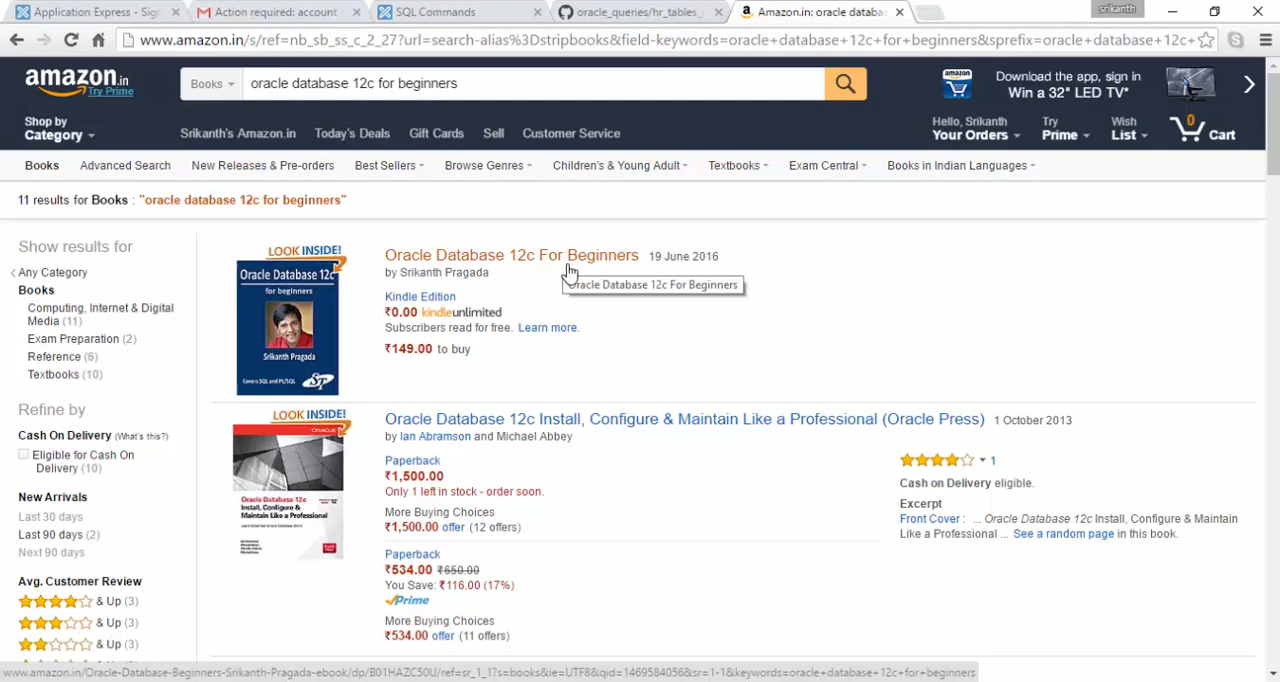 Application Express - Sig
Action required: account
SQL Commands
oracle_queries/hr_tables_
Amazon.in: oracle databa
srikanth
www.amazon.in/s/ref=nb_sb_ss_c_2_27?url=search-alias%3Dstripbooks&field-keywords=oracle+database+12c+for+beginners&sprefix=oracle+database+12c+
amazon.in
Try Prime
Books
oracle database 12c for beginners
amazon
Download the app, sign in
Win a 32" LED TV*
Shop by
Category
Srikanth's Amazon.in
Today's Deals
Gift Cards
Sell
Customer Service
Hello, Srikanth
Your Orders
Try
Prime
Wish
List
0
Cart
Books
Advanced Search
New Releases & Pre-orders
Best Sellers
Browse Genres
Children's & Young Adult
Textbooks
Exam Central
Books in Indian Languages
11 results for Books : "oracle database 12c for beginners"
Show results for
Any Category
Books
Computing, Internet & Digital
Media (11)
Exam Preparation (2)
Reference (6)
Textbooks (10)
Refine by
Cash On Delivery (What's this?)
Eligible for Cash On
Delivery (10)
New Arrivals
Last 30 days
Last 90 days (2)
Next 90 days
Avg. Customer Review
& Up (3)
& Up (3)
& Up (3)
LOOK INSIDE!
Oracle Database 12c
for beginners
Srikanth Pragada
Covers SQL and PL/SQL
ST
Oracle Database 12c For Beginners 19 June 2016
by Srikanth Pragada
Oracle Database 12c For Beginners
Kindle Edition
₹0.00 kindleunlimited
Subscribers read for free. Learn more.
₹149.00 to buy
LOOK INSIDE!
ORACLE
Oracle Database 12c
Install, Configure &
Maintain Like a Professional
Oracle Database 12c Install, Configure & Maintain Like a Professional (Oracle Press) 1 October 2013
by Ian Abramson and Michael Abbey
Paperback
₹1,500.00
Only 1 left in stock - order soon.
More Buying Choices
₹1,500.00 offer (12 offers)
Paperback
₹534.00 ₹650.00
You Save: ₹116.00 (17%)
Prime
More Buying Choices
₹534.00 offer (11 offers)
1
Cash on Delivery eligible.
Excerpt
Front Cover : ... Oracle Database 12c Install, Configure & Maintain
Like a Professional ... See a random page in this book.
www.amazon.in/Oracle-Database-Beginners-Srikanth-Pragada-ebook/dp/B01HAZC50U/ref=sr_1_1?s=books&ie=UTF8&qid=1469584056&sr=1-1&keywords=oracle+database+12c+for+beginners